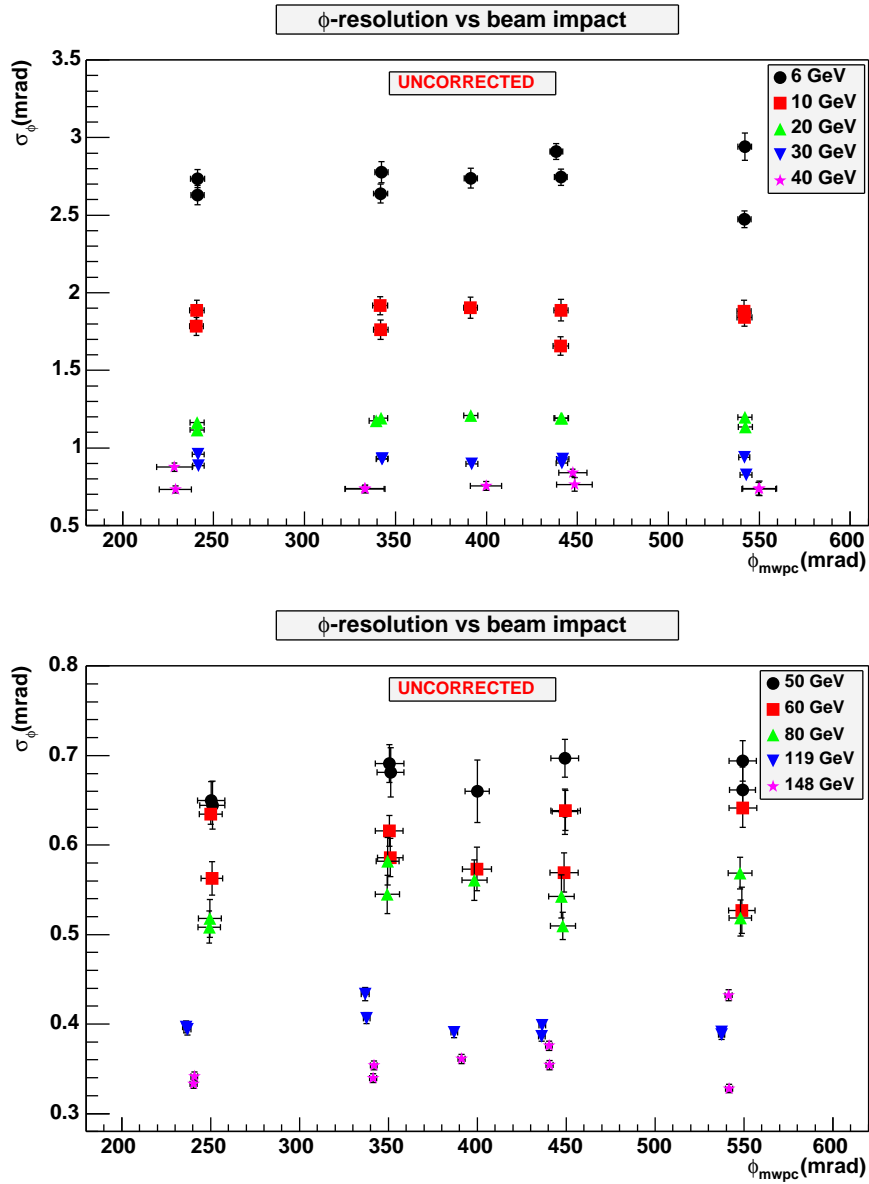 ϕ-resolution vs beam impact
σϕ(mrad)
UNCORRECTED
6 GeV
10 GeV
20 GeV
30 GeV
40 GeV
3.5
3
2.5
2
1.5
1
0.5
200 250 300 350 400 450 500 550 600
ϕmwpc(mrad)
ϕ-resolution vs beam impact
σϕ(mrad)
UNCORRECTED
50 GeV
60 GeV
80 GeV
119 GeV
148 GeV
0.8
0.7
0.6
0.5
0.4
0.3
200 250 300 350 400 450 500 550 600
ϕmwpc(mrad)